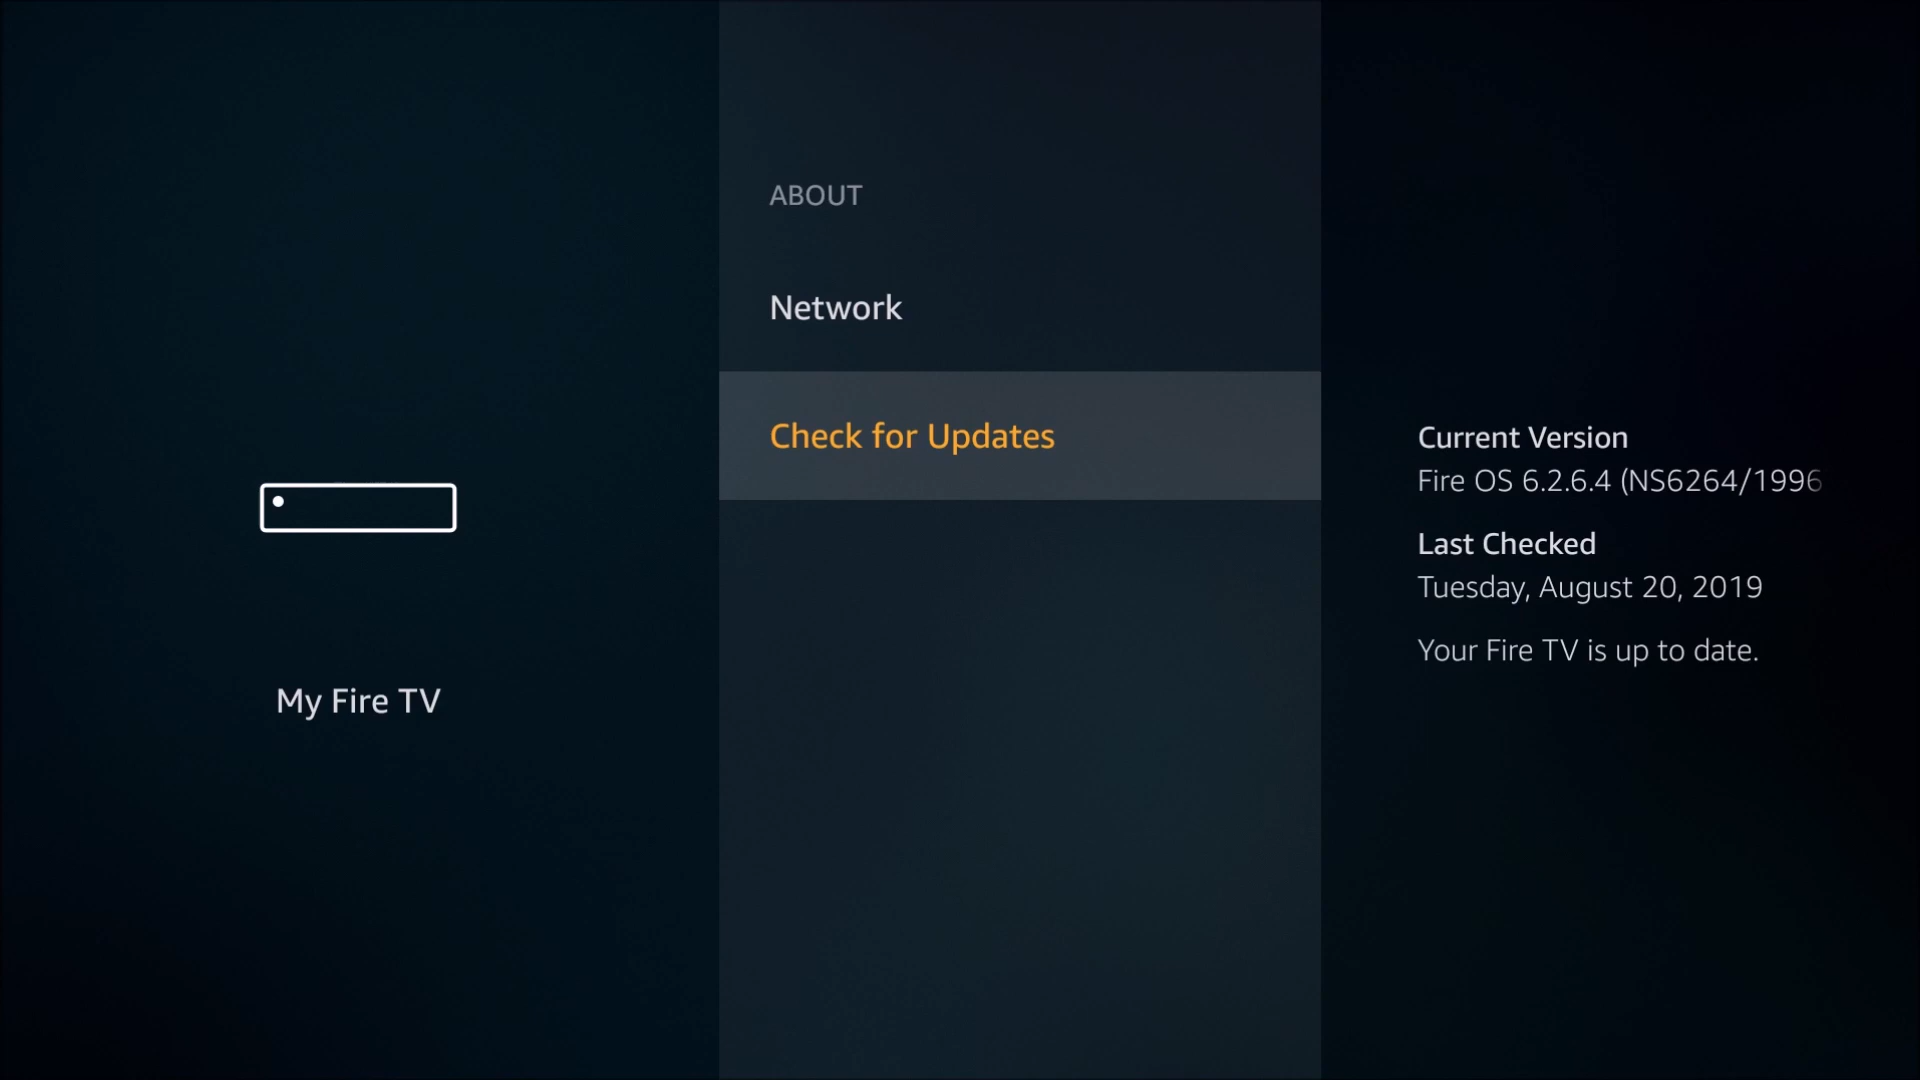 ABOUT
Network
Check for Updates
My Fire TV
Current Version
Fire OS 6.2.6.4 (NS6264/1996
Last Checked
Tuesday, August 20, 2019
Your Fire TV is up to date.